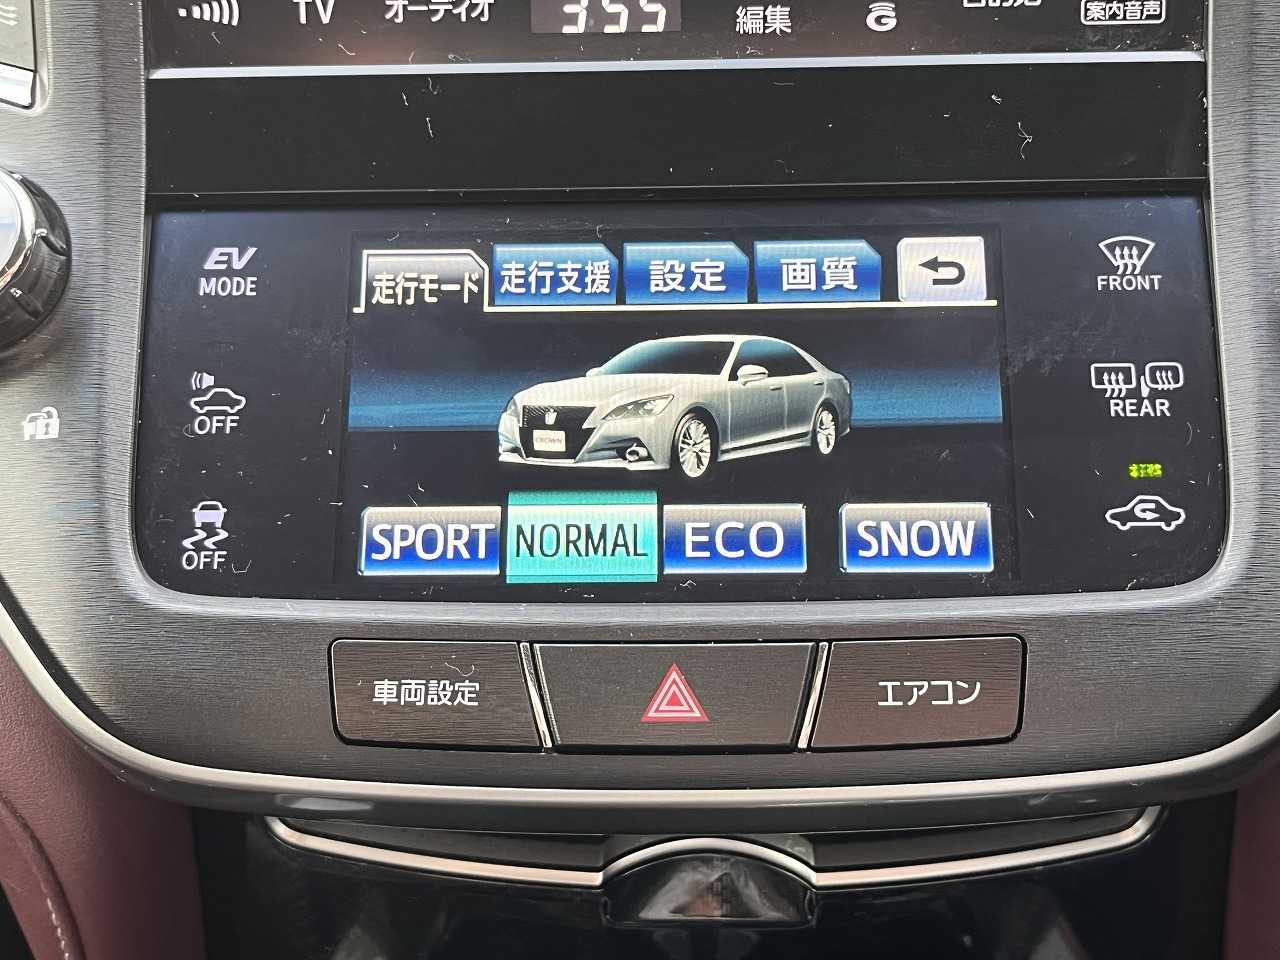 TV オーディオ 355 編集 G 案内音声
EV MODE
走行モード 走行支援 設定 画質
FRONT
OFF
CROWN
REAR
OFF
SPORT NORMAL ECO SNOW
車両設定 エアコン